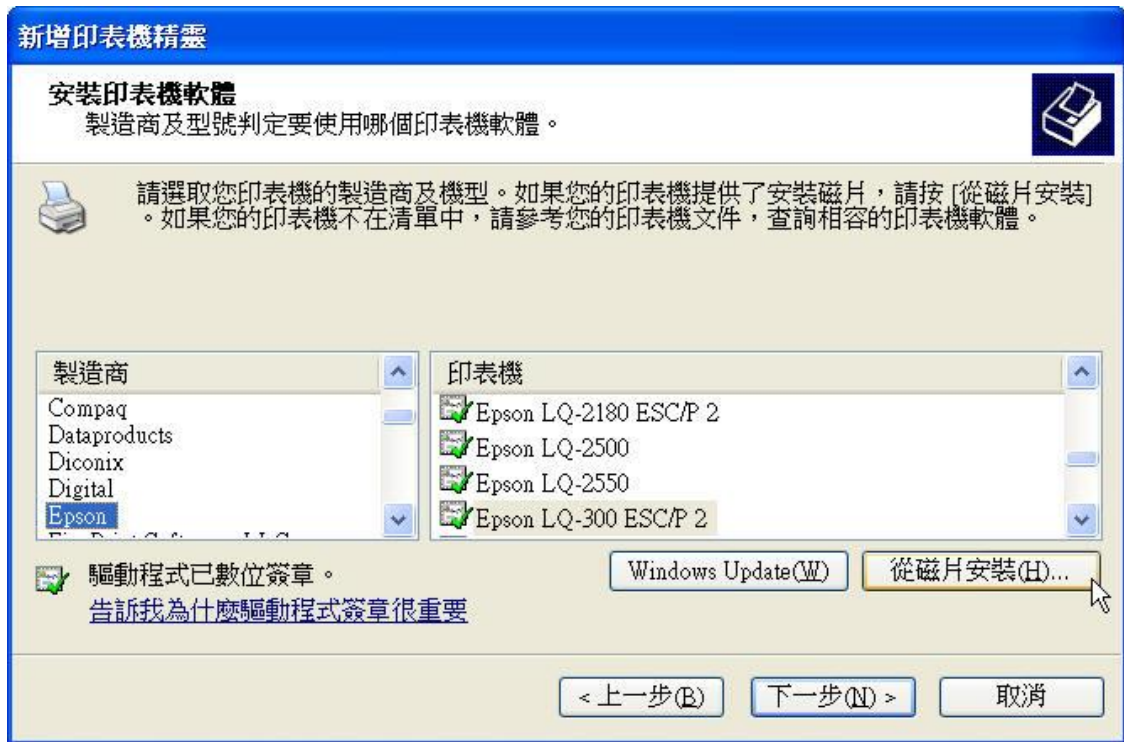 新增印表機精靈
安裝印表機軟體
製造商及型號判定要使用哪個印表機軟體。
請選取您印表機的製造商及機型。如果您的印表機提供了安裝磁片，請按 [從磁片安裝]
。如果您的印表機不在清單中，請參考您的印表機文件，查詢相容的印表機軟體。
製造商
Compaq
Dataproducts
Diconix
Digital
Epson
印表機
Epson LQ-2180 ESC/P 2
Epson LQ-2500
Epson LQ-2550
Epson LQ-300 ESC/P 2
驅動程式已數位簽章。
告訴我為什麼驅動程式簽章很重要
Windows Update(W)
從磁片安裝(H)...
< 上一步(B)
下一步(N) >
取消